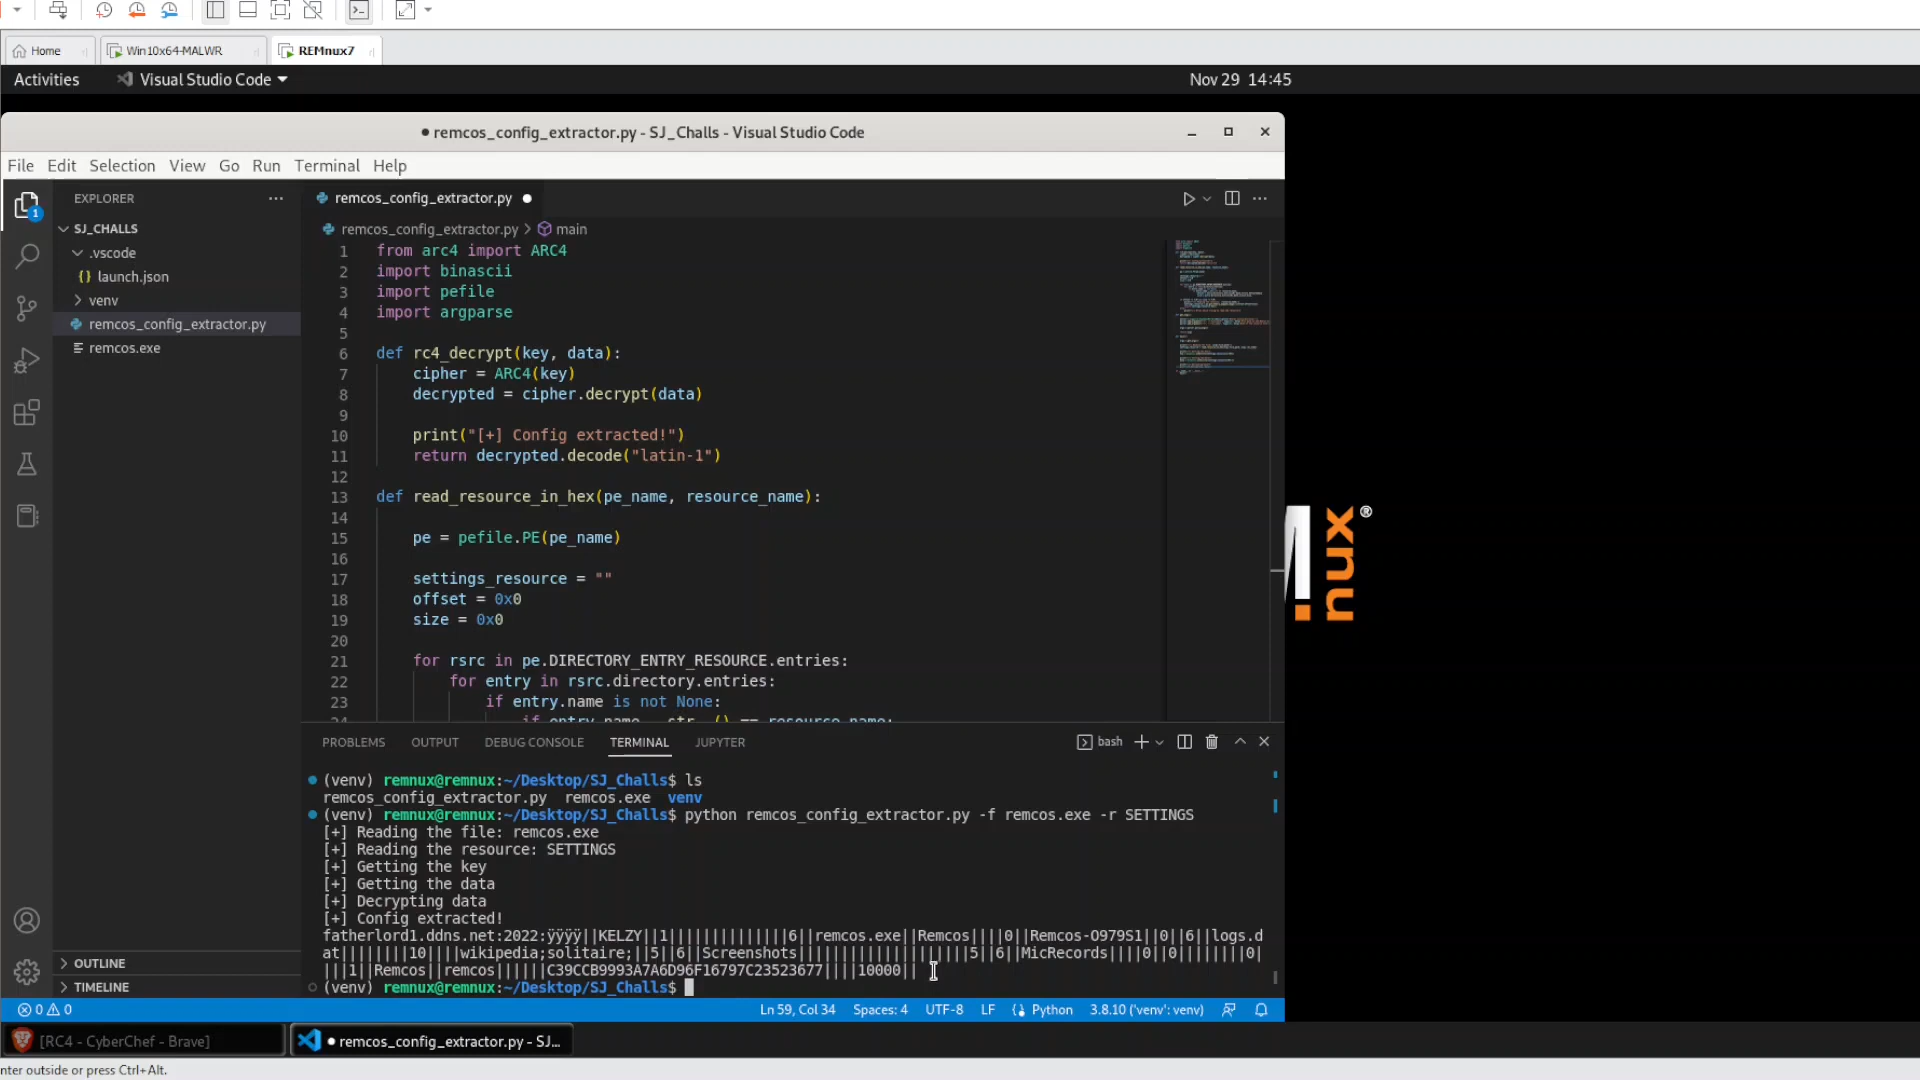 Home
Win10x64-MALWR
REMnux7
Activities
Visual Studio Code
Nov 29 14:45
● remcos_config_extractor.py - SJ_Challs - Visual Studio Code
File Edit Selection View Go Run Terminal Help
1
EXPLORER
SJ_CHALLS
.vscode
{} launch.json
venv
remcos_config_extractor.py
remcos.exe
OUTLINE
TIMELINE
remcos_config_extractor.py ●
remcos_config_extractor.py > main
1 from arc4 import ARC4
2 import binascii
3 import pefile
4 import argparse
5
6 def rc4_decrypt(key, data):
7 cipher = ARC4(key)
8 decrypted = cipher.decrypt(data)
9
10 print("[+] Config extracted!")
11 return decrypted.decode("latin-1")
12
13 def read_resource_in_hex(pe_name, resource_name):
14
15 pe = pefile.PE(pe_name)
16
17 settings_resource = ""
18 offset = 0x0
19 size = 0x0
20
21 for rsrc in pe.DIRECTORY_ENTRY_RESOURCE.entries:
22 for entry in rsrc.directory.entries:
23 if entry.name is not None:
PROBLEMS OUTPUT DEBUG CONSOLE TERMINAL JUPYTER
bash
(venv) remnux@remnux:~/Desktop/SJ_Challs$ ls
remcos_config_extractor.py remcos.exe venv
(venv) remnux@remnux:~/Desktop/SJ_Challs$ python remcos_config_extractor.py -f remcos.exe -r SETTINGS
[+] Reading the file: remcos.exe
[+] Reading the resource: SETTINGS
[+] Getting the key
[+] Getting the data
[+] Decrypting data
[+] Config extracted!
fatherlord1.ddns.net:2022:ÿÿÿÿ||KELZY||1||||||||||||||6||remcos.exe||Remcos||||0||Remcos-O979S1||0||6||logs.d
at||||||||10||||wikipedia;solitaire;||5||6||Screenshots||||||||||||||||||||5||6||MicRecords||||0||0||||||||0|
|||1||Remcos||remcos||||||C39CCB9993A7A6D96F16797C23523677||||10000||
(venv) remnux@remnux:~/Desktop/SJ_Challs$
0 0
Ln 59, Col 34 Spaces: 4 UTF-8 LF Python 3.8.10 ('venv': venv)
[RC4 - CyberChef - Brave]
● remcos_config_extractor.py - SJ...
nter outside or press Ctrl+Alt.
nux®